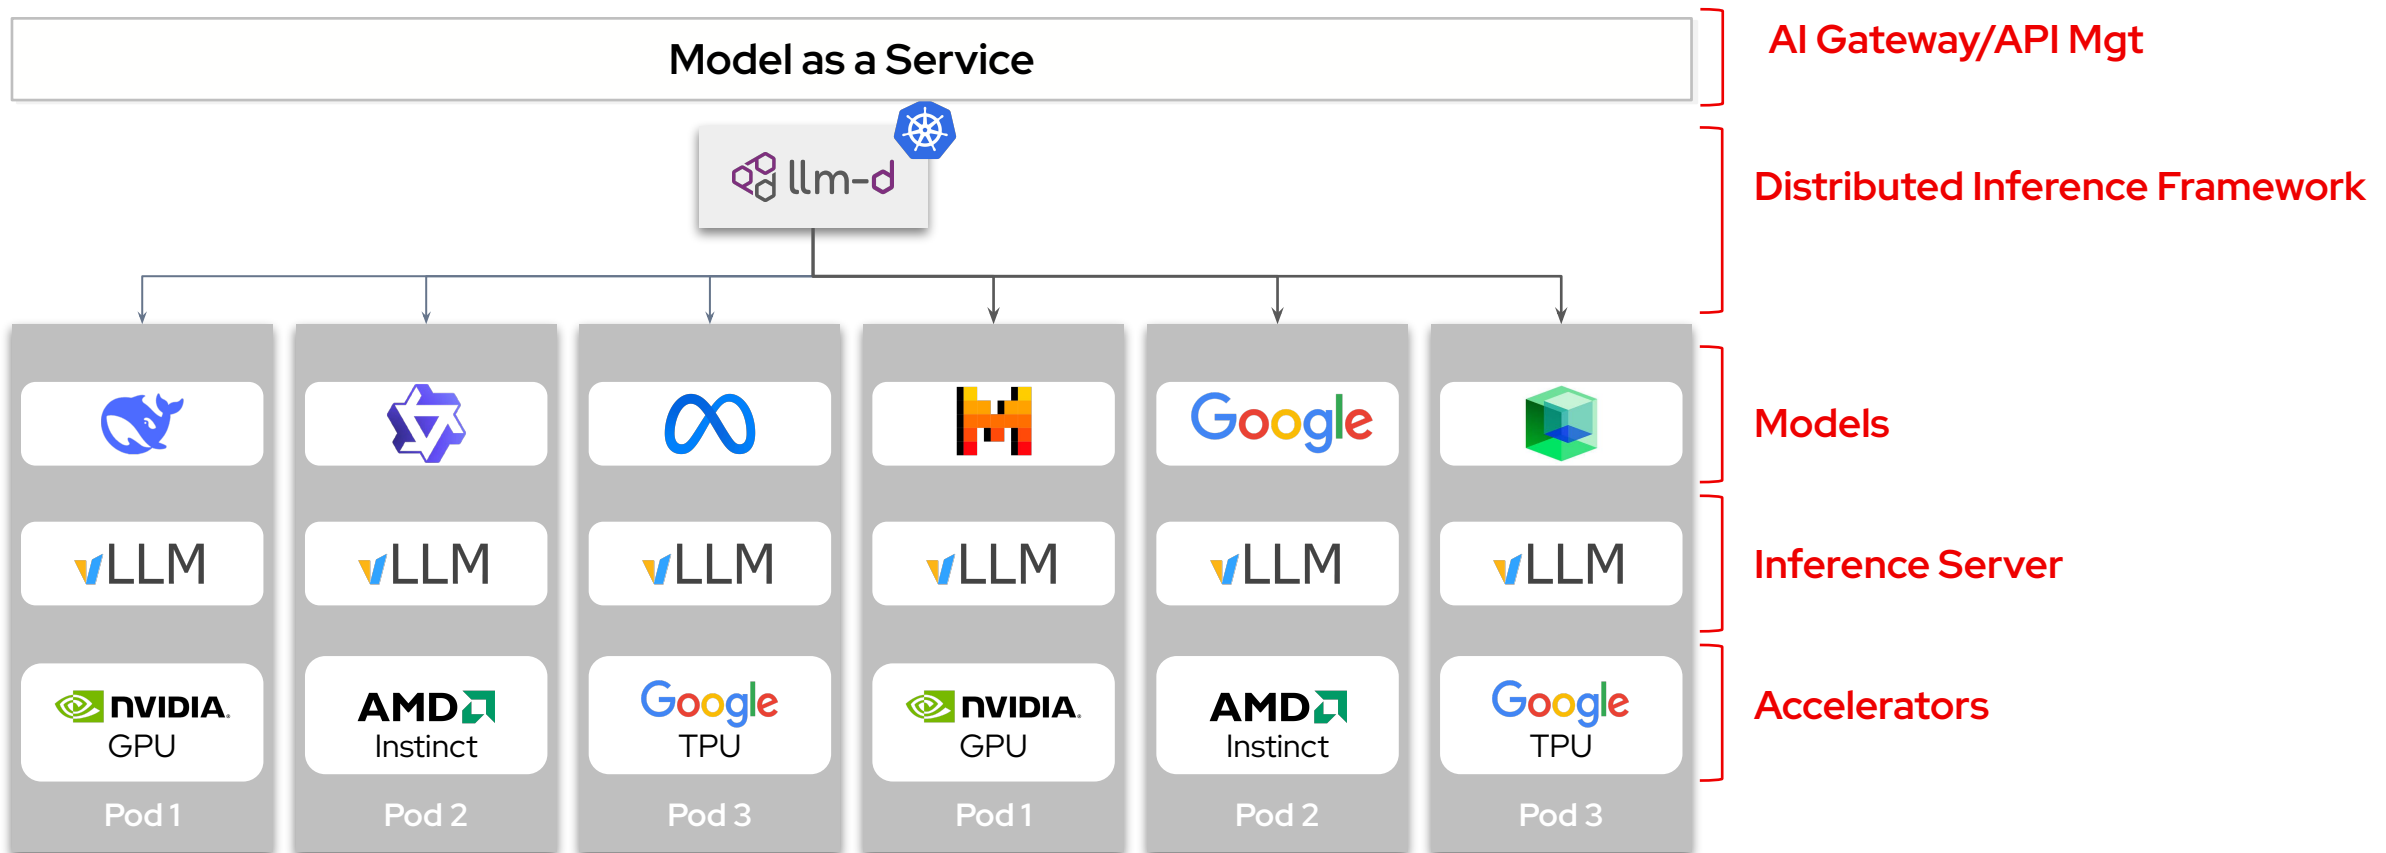 Model as a Service
AI Gateway/API Mgt
llm-d
Distributed Inference Framework
Google
Models
vLLM
vLLM
vLLM
vLLM
vLLM
vLLM
Inference Server
NVIDIA.
GPU
AMD
Instinct
Google
TPU
NVIDIA.
GPU
AMD
Instinct
Google
TPU
Accelerators
Pod 1
Pod 2
Pod 3
Pod 1
Pod 2
Pod 3